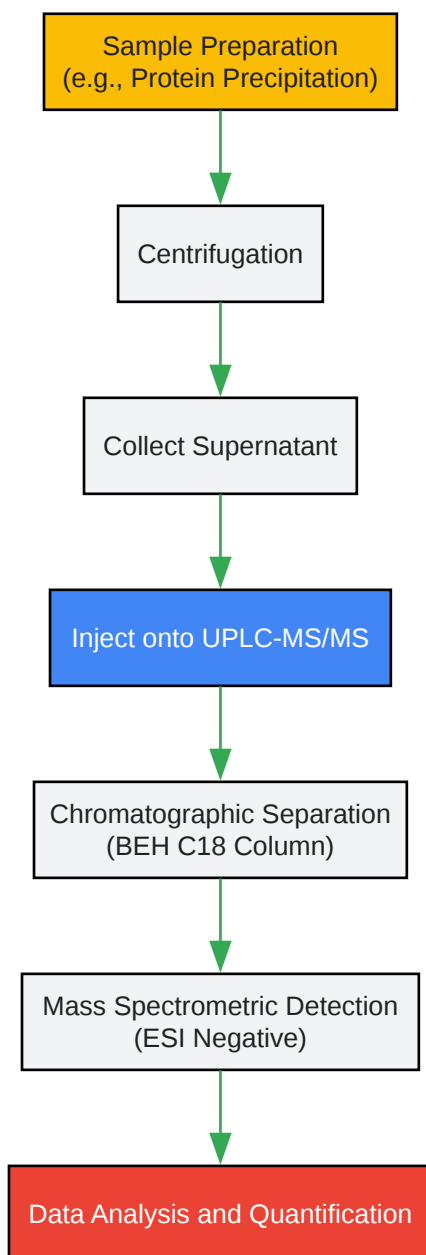 Sample Preparation
(e.g., Protein Precipitation)
Centrifugation
Collect Supernatant
Inject onto UPLC-MS/MS
Chromatographic Separation
(BEH C18 Column)
Mass Spectrometric Detection
(ESI Negative)
Data Analysis and Quantification